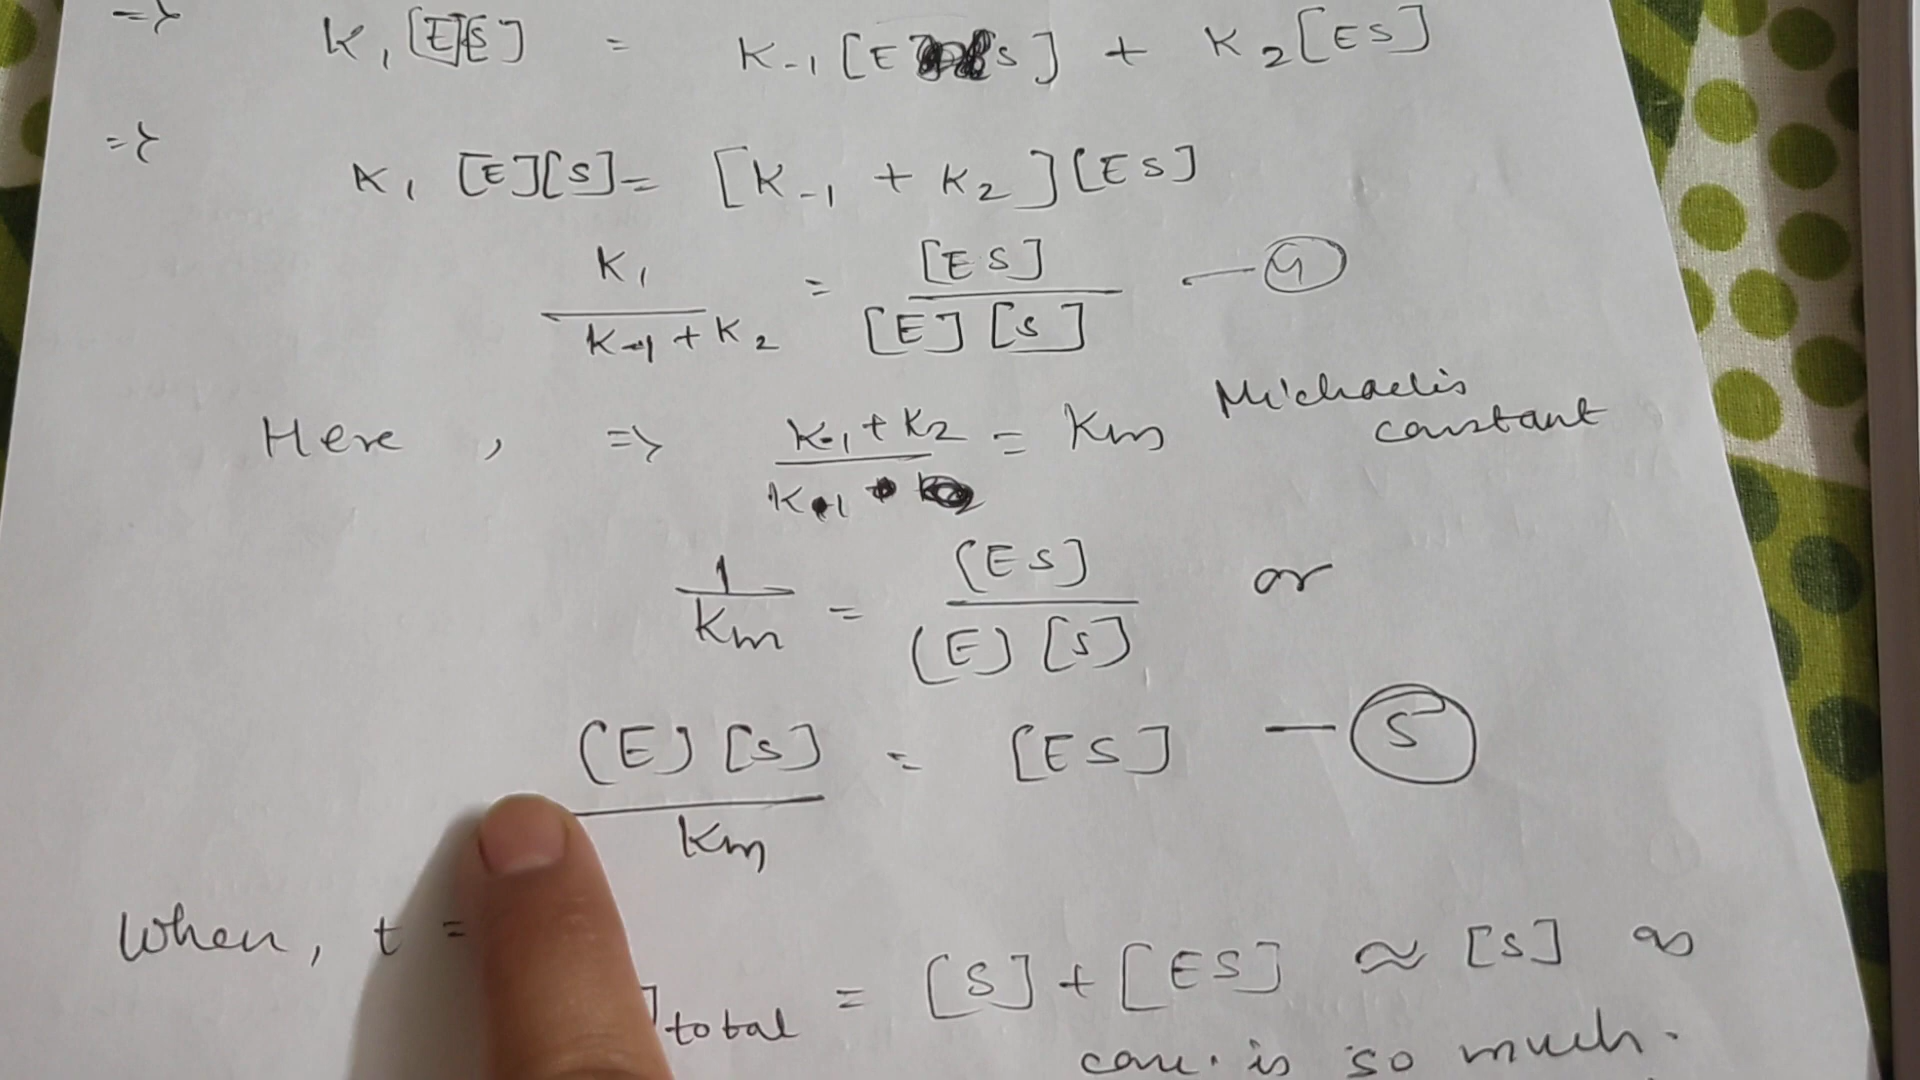 => K₁ [E][S] = K₋₁ [ES] + K₂ [ES]
=> K₁ [E][S] = [K₋₁ + K₂] [ES]
K₁ / K₋₁ + K₂ = [ES] / [E] [S] — 4
Here , => K₋₁ + K₂ / K₁ = Km Michaelis constant
1 / Km = [ES] / (E) [S] or
(E) [S] / Km = [ES] — 5
When, t =
]total = [S] + [ES] ≈ [S] as
conc. is so much.